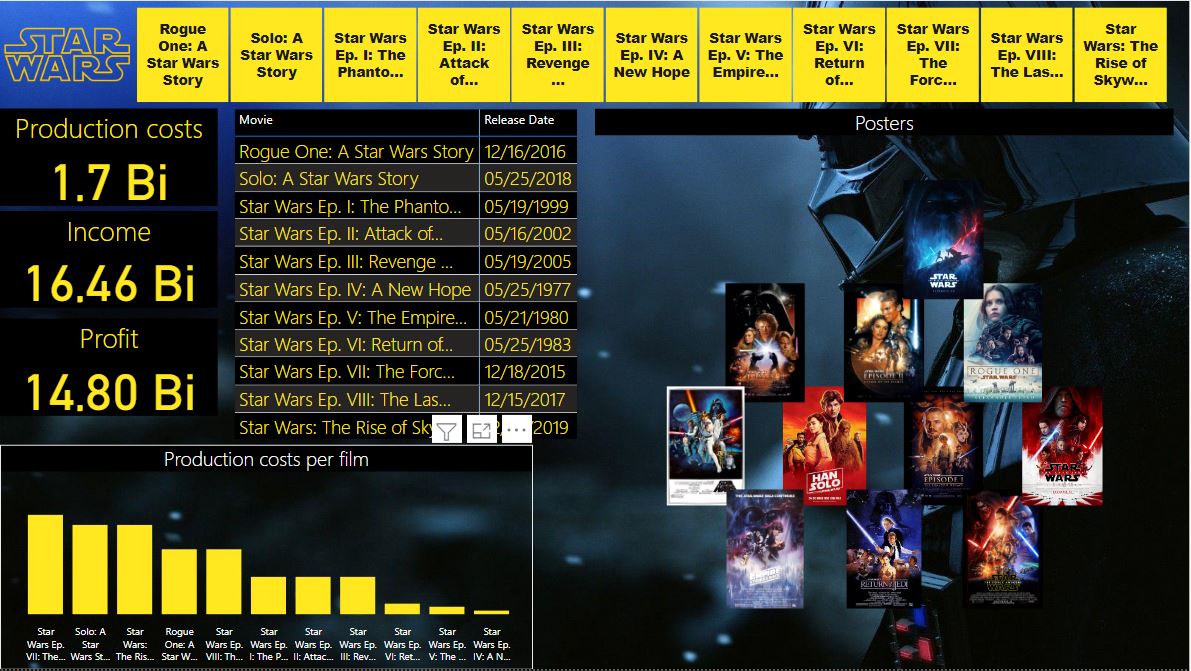 STAR
WARS
Rogue
One: A
Star Wars
Story
Solo: A
Star Wars
Story
Star Wars
Ep. I: The
Phanto...
Star Wars
Ep. II:
Attack
of...
Star Wars
Ep. III:
Revenge
...
Star Wars
Ep. IV: A
New Hope
Star Wars
Ep. V: The
Empire...
Star Wars
Ep. VI:
Return
of...
Star Wars
Ep. VII:
The
Forc...
Star Wars
Ep. VIII:
The Las...
Star
Wars: The
Rise of
Skyw...
Production costs
1,7 Bi
Income
16,46 Bi
Profit
14,80 Bi
Movie Release Date
Rogue One: A Star Wars Story 12/16/2016
Solo: A Star Wars Story 05/25/2018
Star Wars Ep. I: The Phanto... 05/19/1999
Star Wars Ep. II: Attack of... 05/16/2002
Star Wars Ep. III: Revenge ... 05/19/2005
Star Wars Ep. IV: A New Hope 05/25/1977
Star Wars Ep. V: The Empire... 05/21/1980
Star Wars Ep. VI: Return of... 05/25/1983
Star Wars Ep. VII: The Forc... 12/18/2015
Star Wars Ep. VIII: The Las... 12/15/2017
Star Wars: The Rise of Sky /2019
Posters
STAR
WARS
EPISODE II
ROGUE ONE
STAR WARS
HAN
SOLO
EPISODE I
STAR
WARS
THE STAR WARS SAGA CONTINUES
EMPIRE
RETURN OF THE JEDI
Production costs per film
Star
Wars Ep.
VII: The...
Solo: A
Star
Wars St...
Star
Wars:
The Ris...
Rogue
One: A
Star W...
Star
Wars Ep.
VIII: Th...
Star
Wars Ep.
I: The P...
Star
Wars Ep.
II: Attac...
Star
Wars Ep.
III: Rev...
Star
Wars Ep.
VI: Ret...
Star
Wars Ep.
V: The ...
Star
Wars Ep.
IV: A N...